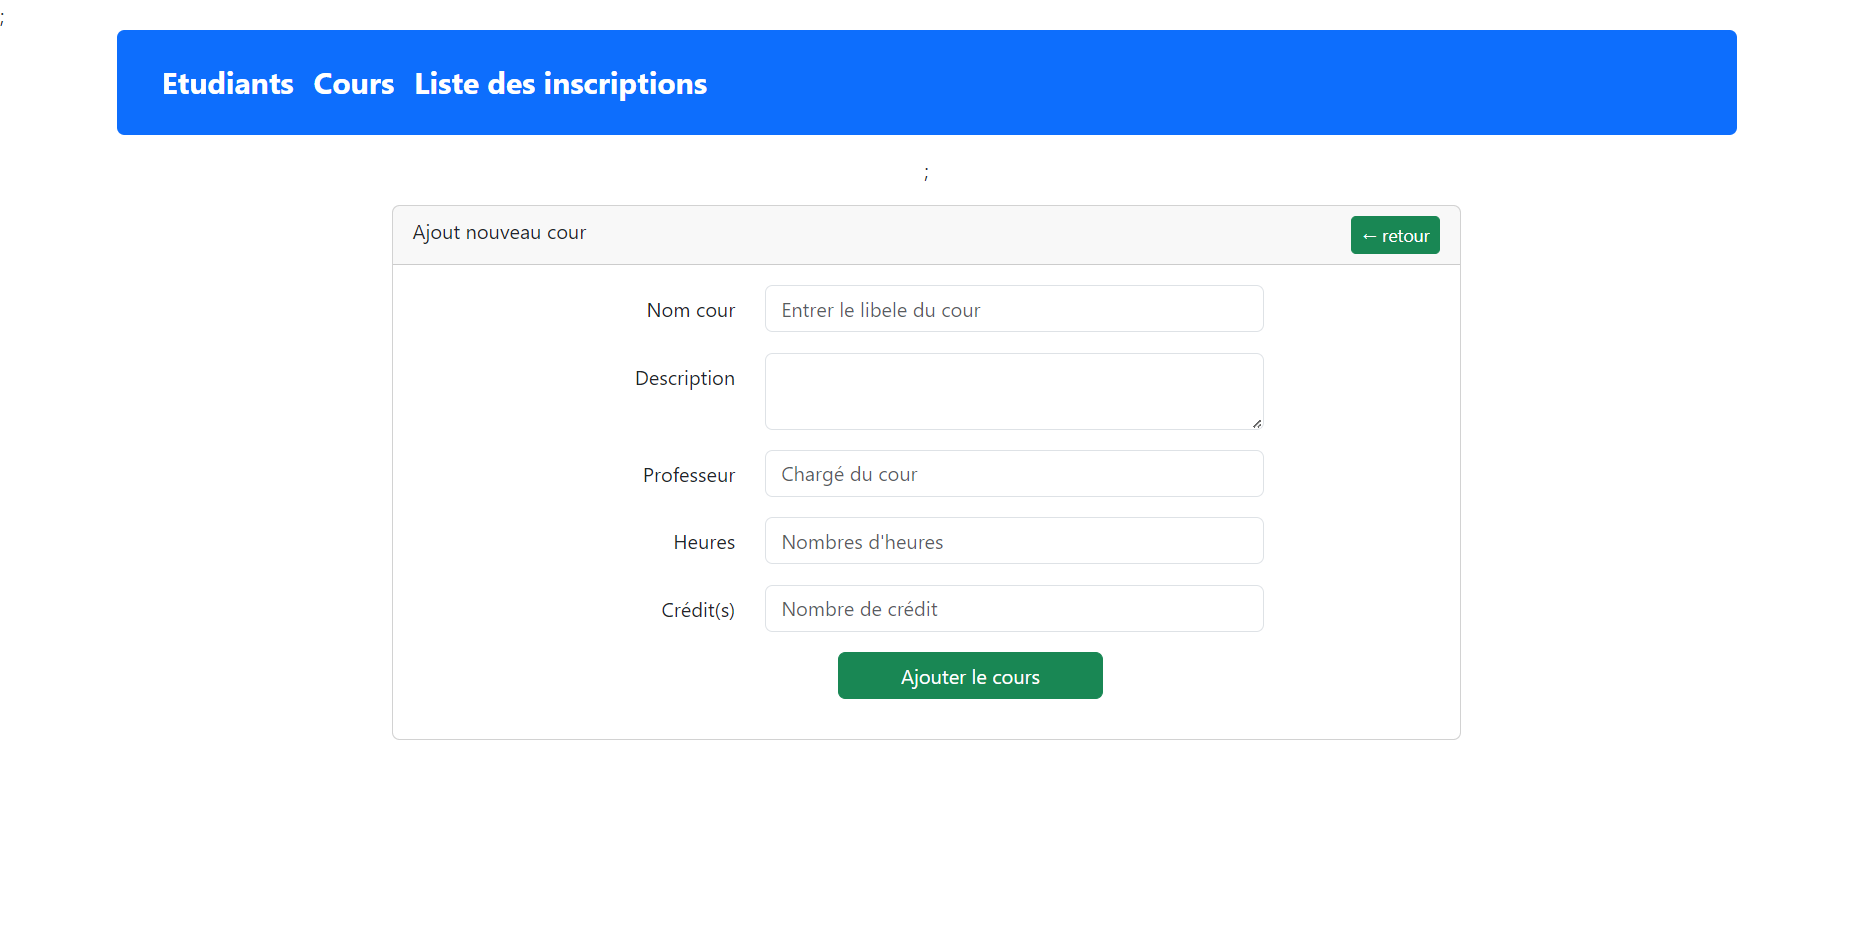 ;
Etudiants Cours Liste des inscriptions
;
Ajout nouveau cour
← retour
Nom cour
Entrer le libele du cour
Description
Professeur
Chargé du cour
Heures
Nombres d'heures
Crédit(s)
Nombre de crédit
Ajouter le cours